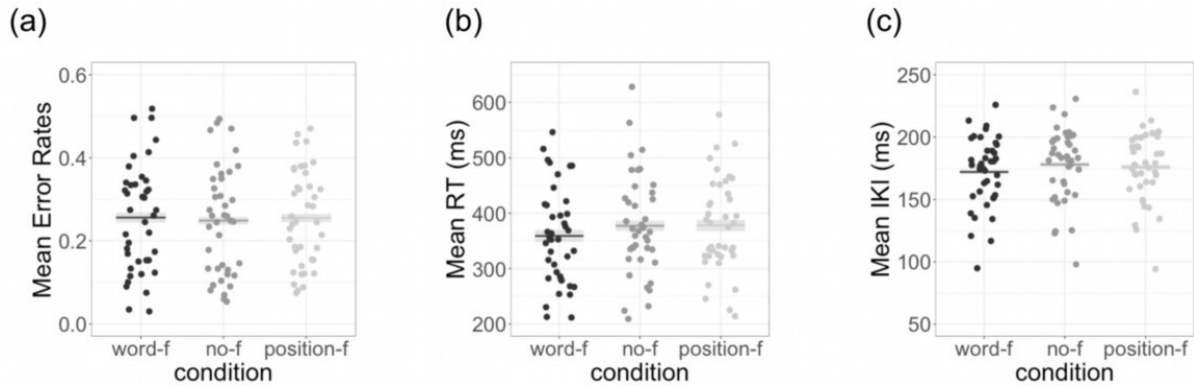 (a)
Mean Error Rates
0.6
0.4
0.2
0.0
word-f no-f position-f
condition
(b)
Mean RT (ms)
600
500
400
300
200
word-f no-f position-f
condition
(c)
Mean IKI (ms)
250
200
150
100
50
word-f no-f position-f
condition